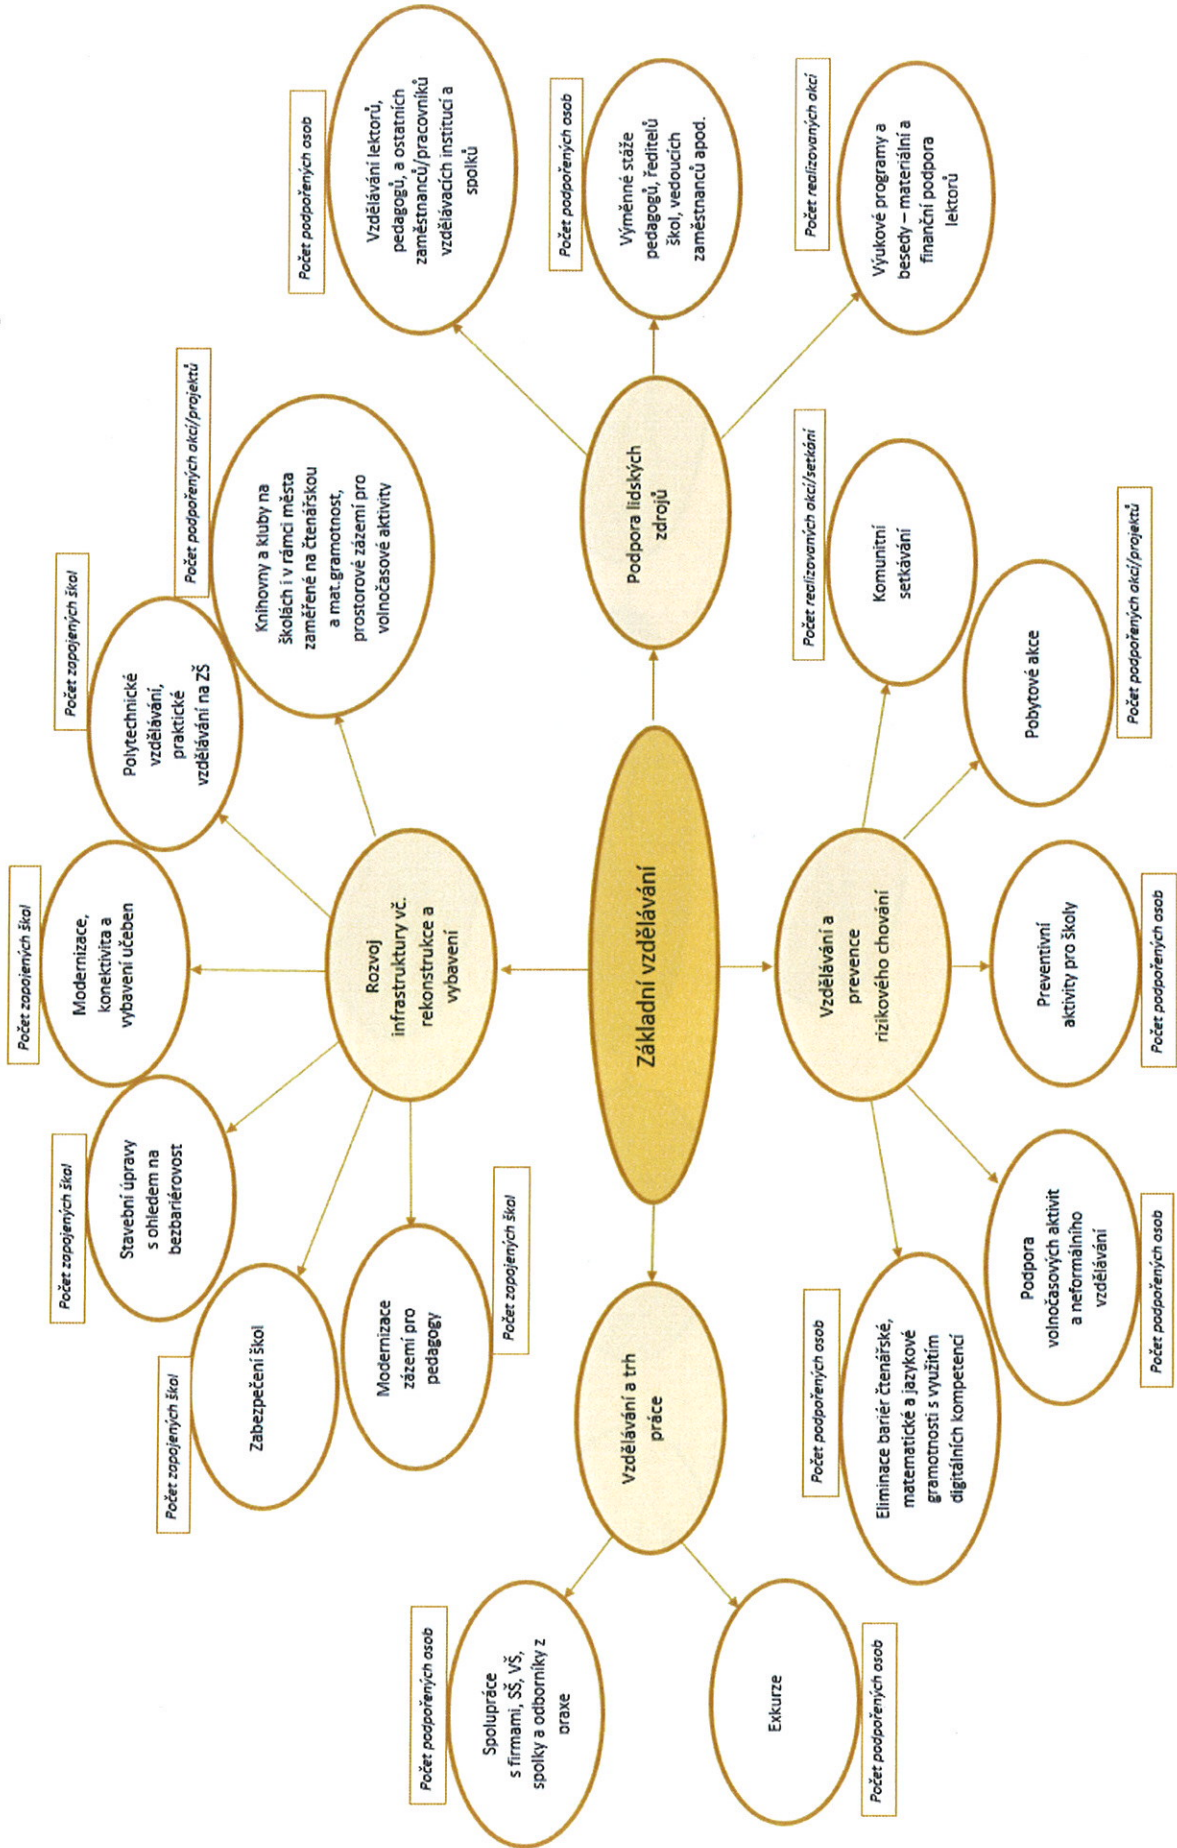 Počet zapojených škol
Modernizace,
konektivita a
vybavení učeben
Počet zapojených škol
Stavební úpravy
s ohledem na
bezbariérovost
Počet zapojených škol
Polytechnické
vzdělávání,
praktické
vzdělávání na ZŠ
Počet zapojených škol
Zabezpečení škol
Počet podpořených akcí/projektů
Knihovny a kluby na
školách i v rámci města
zaměřené na čtenářskou
a mat.gramotnost,
prostorové zázemí pro
volnočasové aktivity
Počet podpořených osob
Vzdělávání lektorů,
pedagogů, a ostatních
zaměstnanců/pracovníků
vzdělávacích institucí a
spolků
Modernizace
zázemí pro
pedagogy
Počet zapojených škol
Rozvoj
infrastruktury vč.
rekonstrukce a
vybavení
Počet podpořených osob
Spolupráce
s firmami, SŠ, VŠ,
spolky a odborníky z
praxe
Vzdělávání a trh
práce
Základní vzdělávání
Podpora lidských
zdrojů
Počet podpořených osob
Výměnné stáže
pedagogů, ředitelů
škol, vedoucích
zaměstnanců apod.
Exkurze
Počet podpořených osob
Počet podpořených osob
Eliminace bariér čtenářské,
matematické a jazykové
gramotnosti s využitím
digitálních kompetencí
Vzdělávání a
prevence
rizikového chování
Počet realizovaných akcí/setkání
Komunitní
setkávání
Počet realizovaných akcí
Výukové programy a
besedy – materiální a
finanční podpora
lektorů
Podpora
volnočasových aktivit
a neformálního
vzdělávání
Počet podpořených osob
Preventivní
aktivity pro školy
Počet podpořených osob
Pobytové akce
Počet podpořených akcí/projektů